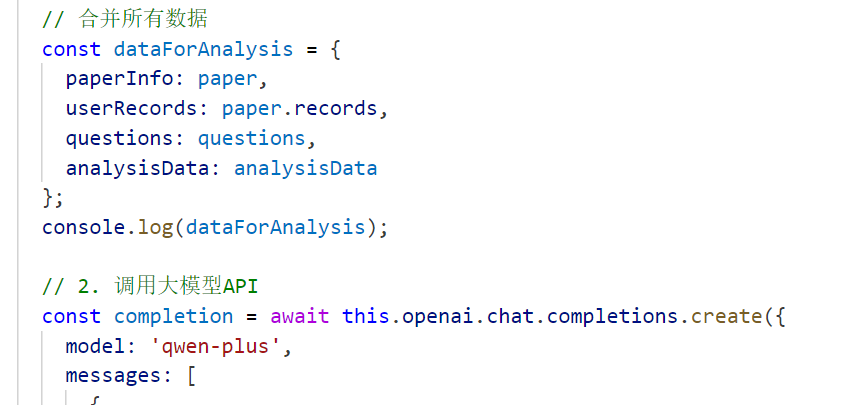 // 合并所有数据
const dataForAnalysis = {
paperInfo: paper,
userRecords: paper.records,
questions: questions,
analysisData: analysisData
};
console.log(dataForAnalysis);
// 2. 调用大模型API
const completion = await this.openai.chat.completions.create({
model: 'qwen-plus',
messages: [
{